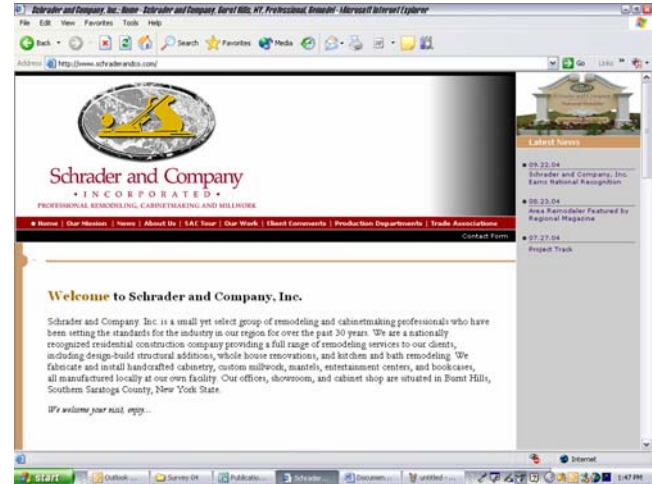 Schrader and Company, Inc.: Home - Schrader and Company, Burnt Hills, NY, Professional, Remodel - Microsoft Internet Explorer
File Edit View Favorites Tools Help
Back Search Favorites Media
Address http://www.schraderandco.com/ Go Links
Schrader and Company
• INCORPORATED •
PROFESSIONAL REMODELING, CABINETMAKING AND MILLWORK
Home | Our Mission | News | About Us | SAC Tour | Our Work | Client Comments | Production Departments | Trade Associations
Contact Form
Welcome to Schrader and Company, Inc.
Schrader and Company, Inc. is a small yet select group of remodeling and cabinetmaking professionals who have
been setting the standards for the industry in our region for over the past 30 years. We are a nationally
recognized residential construction company providing a full range of remodeling services to our clients,
including design-build structural additions, whole house renovations, and kitchen and bath remodeling. We
fabricate and install handcrafted cabinetry, custom millwork, mantels, entertainment centers, and bookcases,
all manufactured locally at our own facility. Our offices, showroom, and cabinet shop are situated in Burnt Hills,
Southern Saratoga County, New York State.
We welcome your visit, enjoy...
Schrader and Company
Latest News
09.22.04
Schrader and Company, Inc.
Earns National Recognition
08.23.04
Area Remodeler Featured by
Regional Magazine
07.27.04
Project Track
Internet
start Outlook ... Survey 04 Publicatio... Schrader... Documen... untitled - ... 1:47 PM